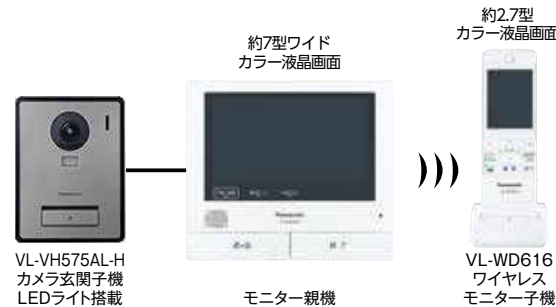 約2.7型
カラー液晶画面
約7型ワイド
カラー液晶画面
Panasonic
Panasonic
Panasonic
VL-VH575AL-H
カメラ玄関子機
LEDライト搭載
モニター親機
VL-WD616
ワイヤレス
モニター子機